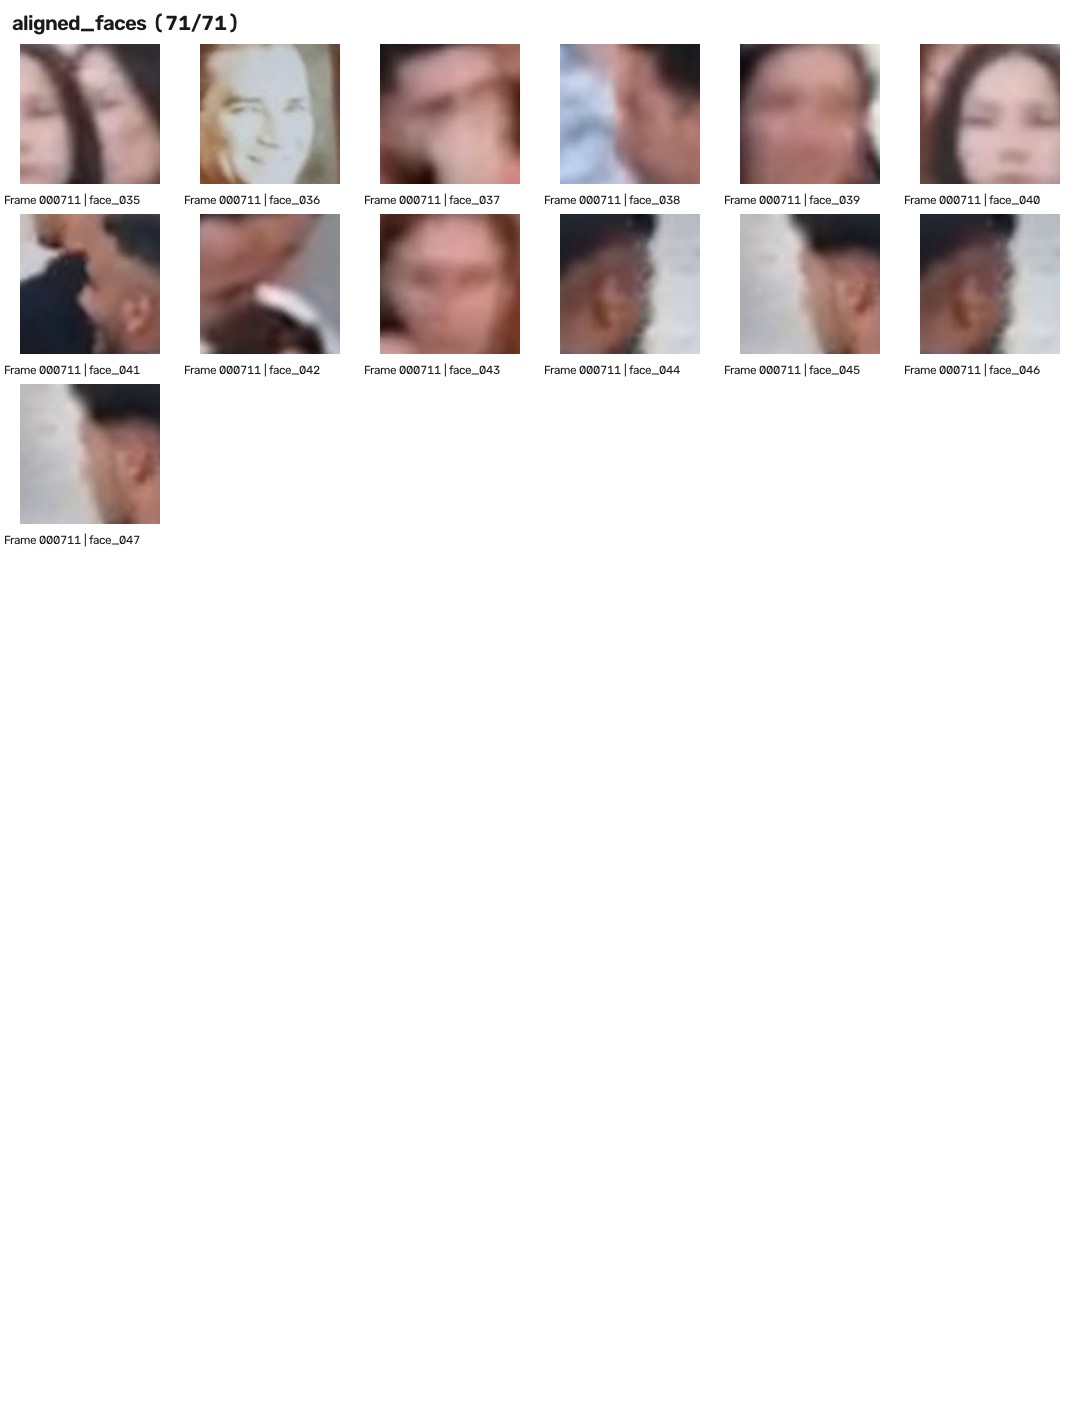 aligned_faces (71/71)
Frame 000711 | face_035
Frame 000711 | face_036
Frame 000711 | face_037
Frame 000711 | face_038
Frame 000711 | face_039
Frame 000711 | face_040
Frame 000711 | face_041
Frame 000711 | face_042
Frame 000711 | face_043
Frame 000711 | face_044
Frame 000711 | face_045
Frame 000711 | face_046
Frame 000711 | face_047